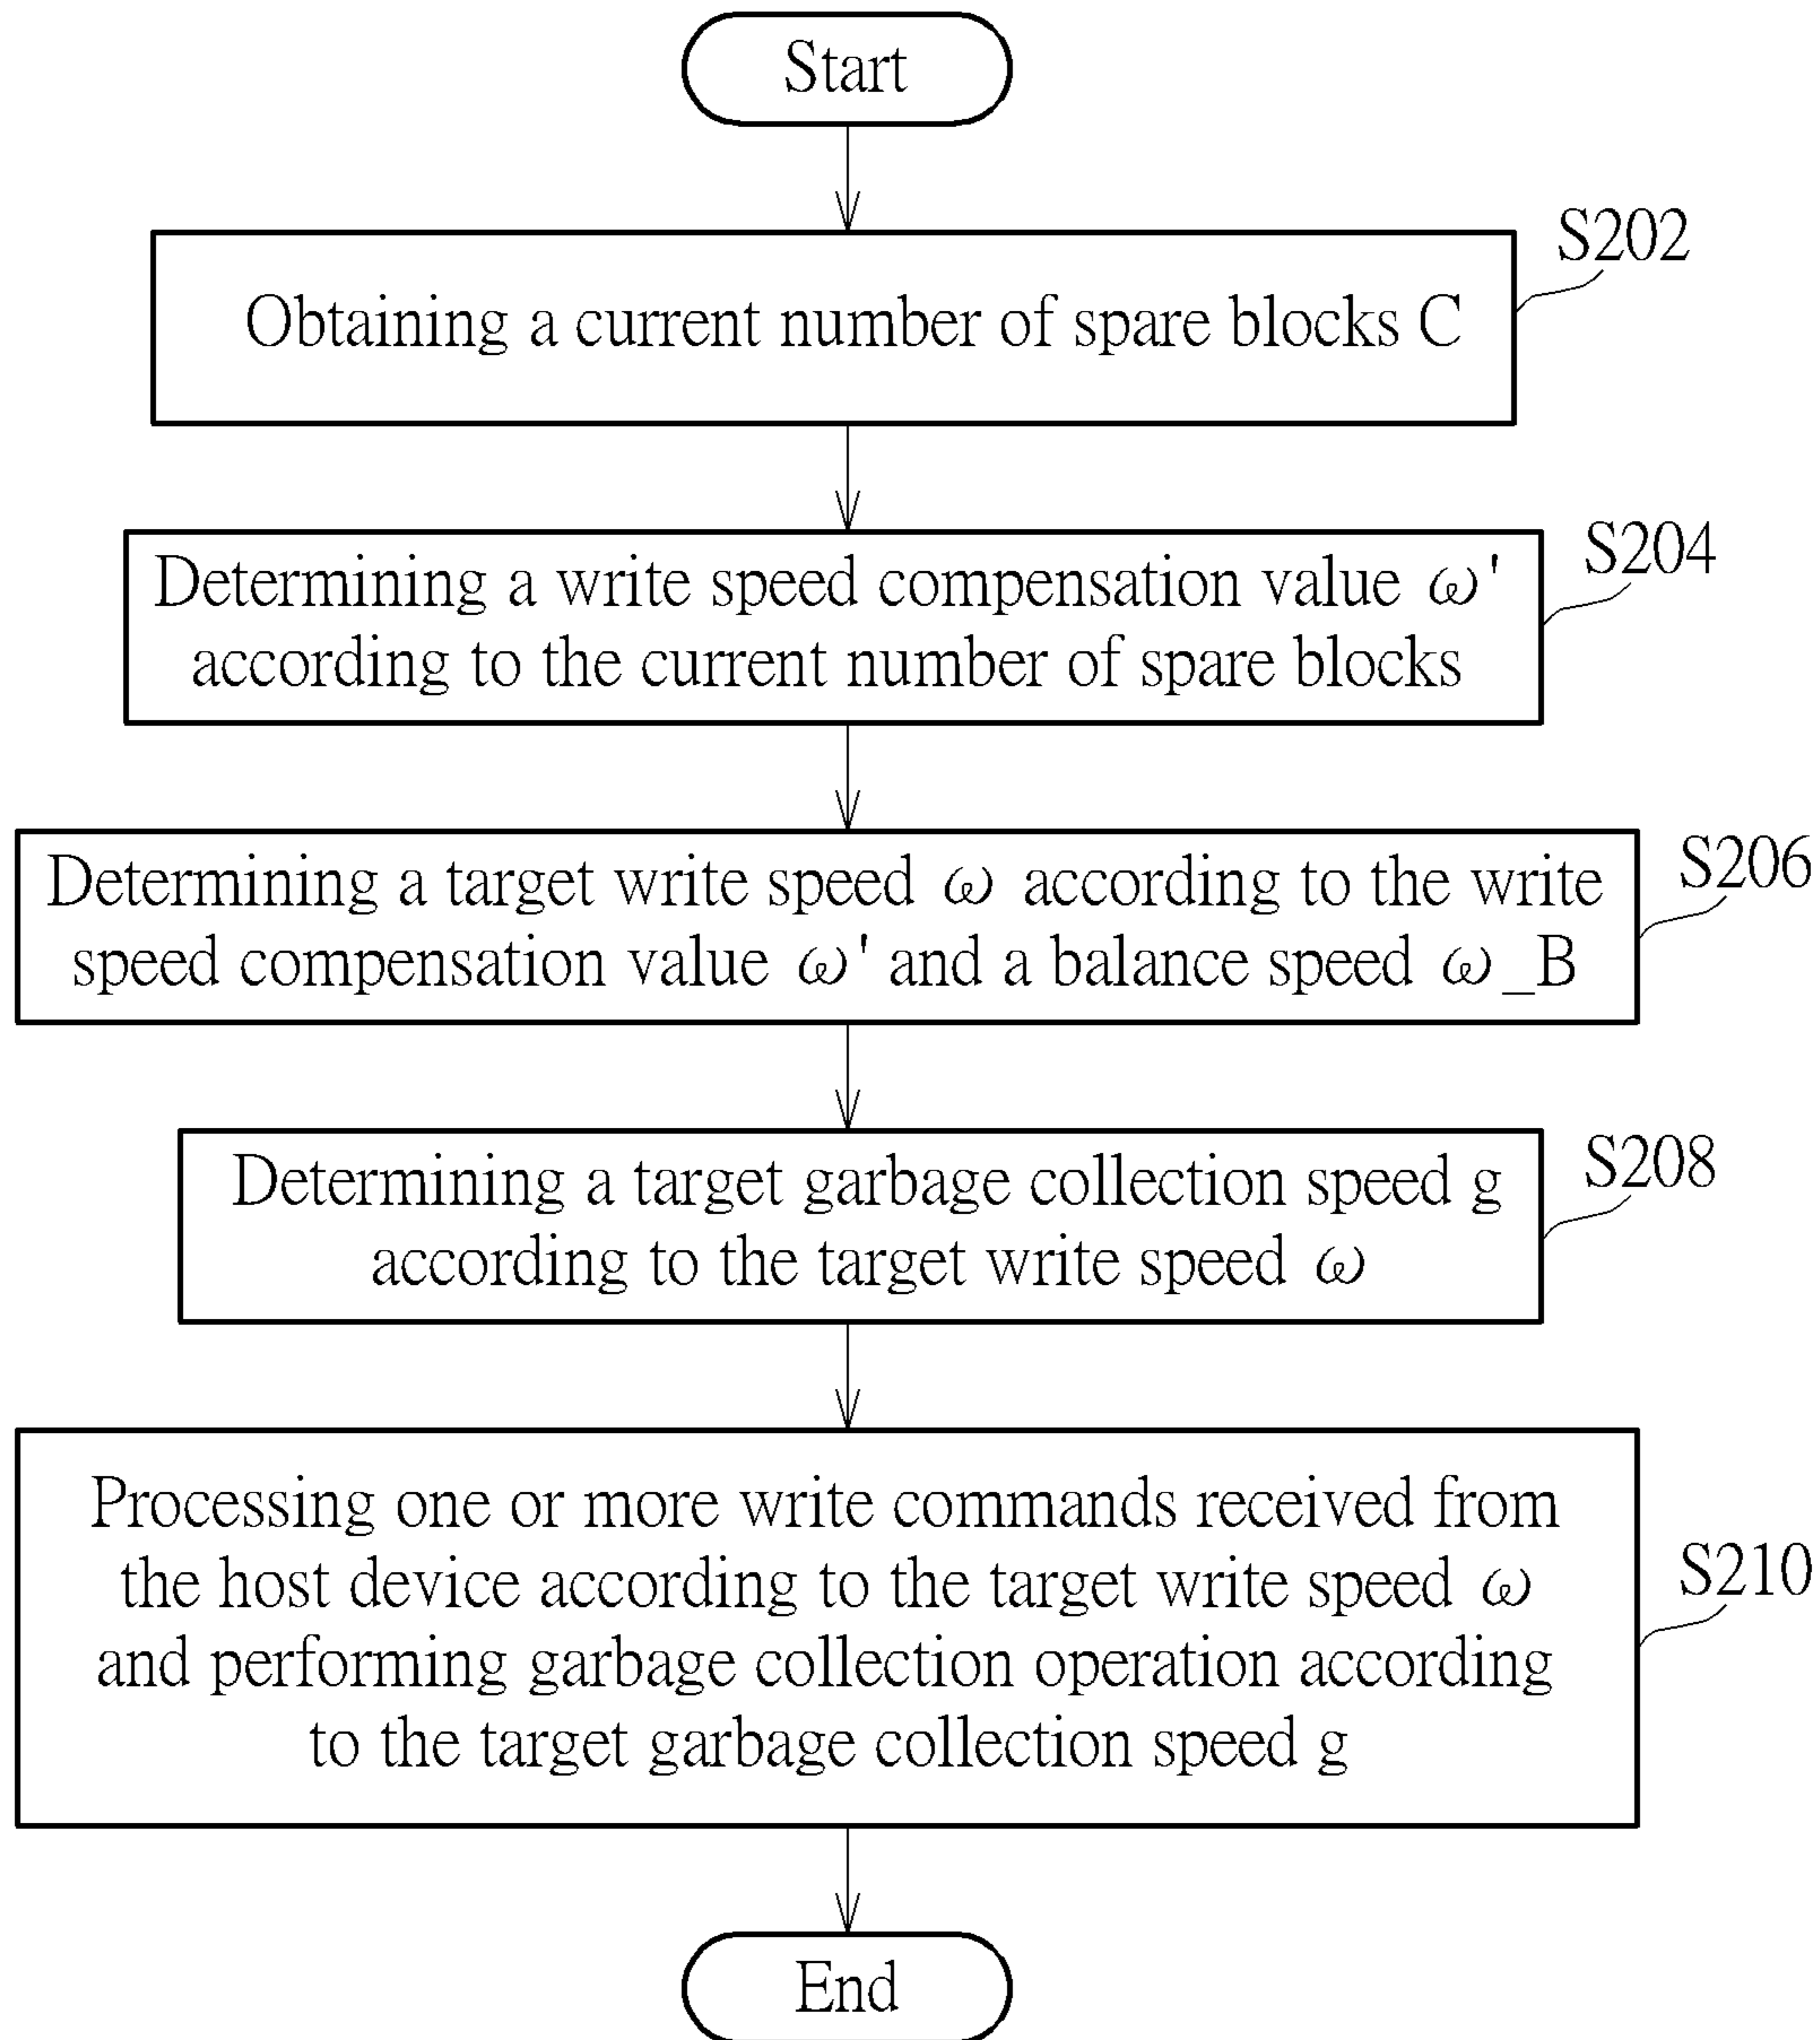 Start
S202
Obtaining a current number of spare blocks C
S204
Determining a write speed compensation value ω'
according to the current number of spare blocks
S206
Determining a target write speed ω according to the write
speed compensation value ω' and a balance speed ω_B
S208
Determining a target garbage collection speed g
according to the target write speed ω
S210
Processing one or more write commands received from
the host device according to the target write speed ω
and performing garbage collection operation according
to the target garbage collection speed g
End